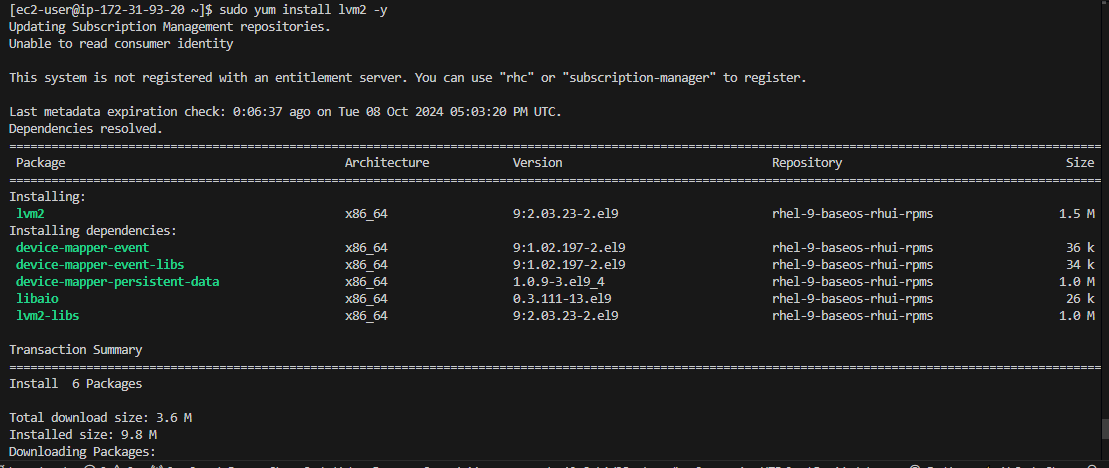 [ec2-user@ip-172-31-93-20 ~]$ sudo yum install lvm2 -y
Updating Subscription Management repositories.
Unable to read consumer identity
This system is not registered with an entitlement server. You can use "rhc" or "subscription-manager" to register.
Last metadata expiration check: 0:06:37 ago on Tue 08 Oct 2024 05:03:20 PM UTC.
Dependencies resolved.
Package Architecture Version Repository Size
Installing:
lvm2 x86_64 9:2.03.23-2.el9 rhel-9-baseos-rhui-rpms 1.5 M
Installing dependencies:
device-mapper-event x86_64 9:1.02.197-2.el9 rhel-9-baseos-rhui-rpms 36 k
device-mapper-event-libs x86_64 9:1.02.197-2.el9 rhel-9-baseos-rhui-rpms 34 k
device-mapper-persistent-data x86_64 1.0.9-3.el9_4 rhel-9-baseos-rhui-rpms 1.0 M
libaio x86_64 0.3.111-13.el9 rhel-9-baseos-rhui-rpms 26 k
lvm2-libs x86_64 9:2.03.23-2.el9 rhel-9-baseos-rhui-rpms 1.0 M
Transaction Summary
Install 6 Packages
Total download size: 3.6 M
Installed size: 9.8 M
Downloading Packages: